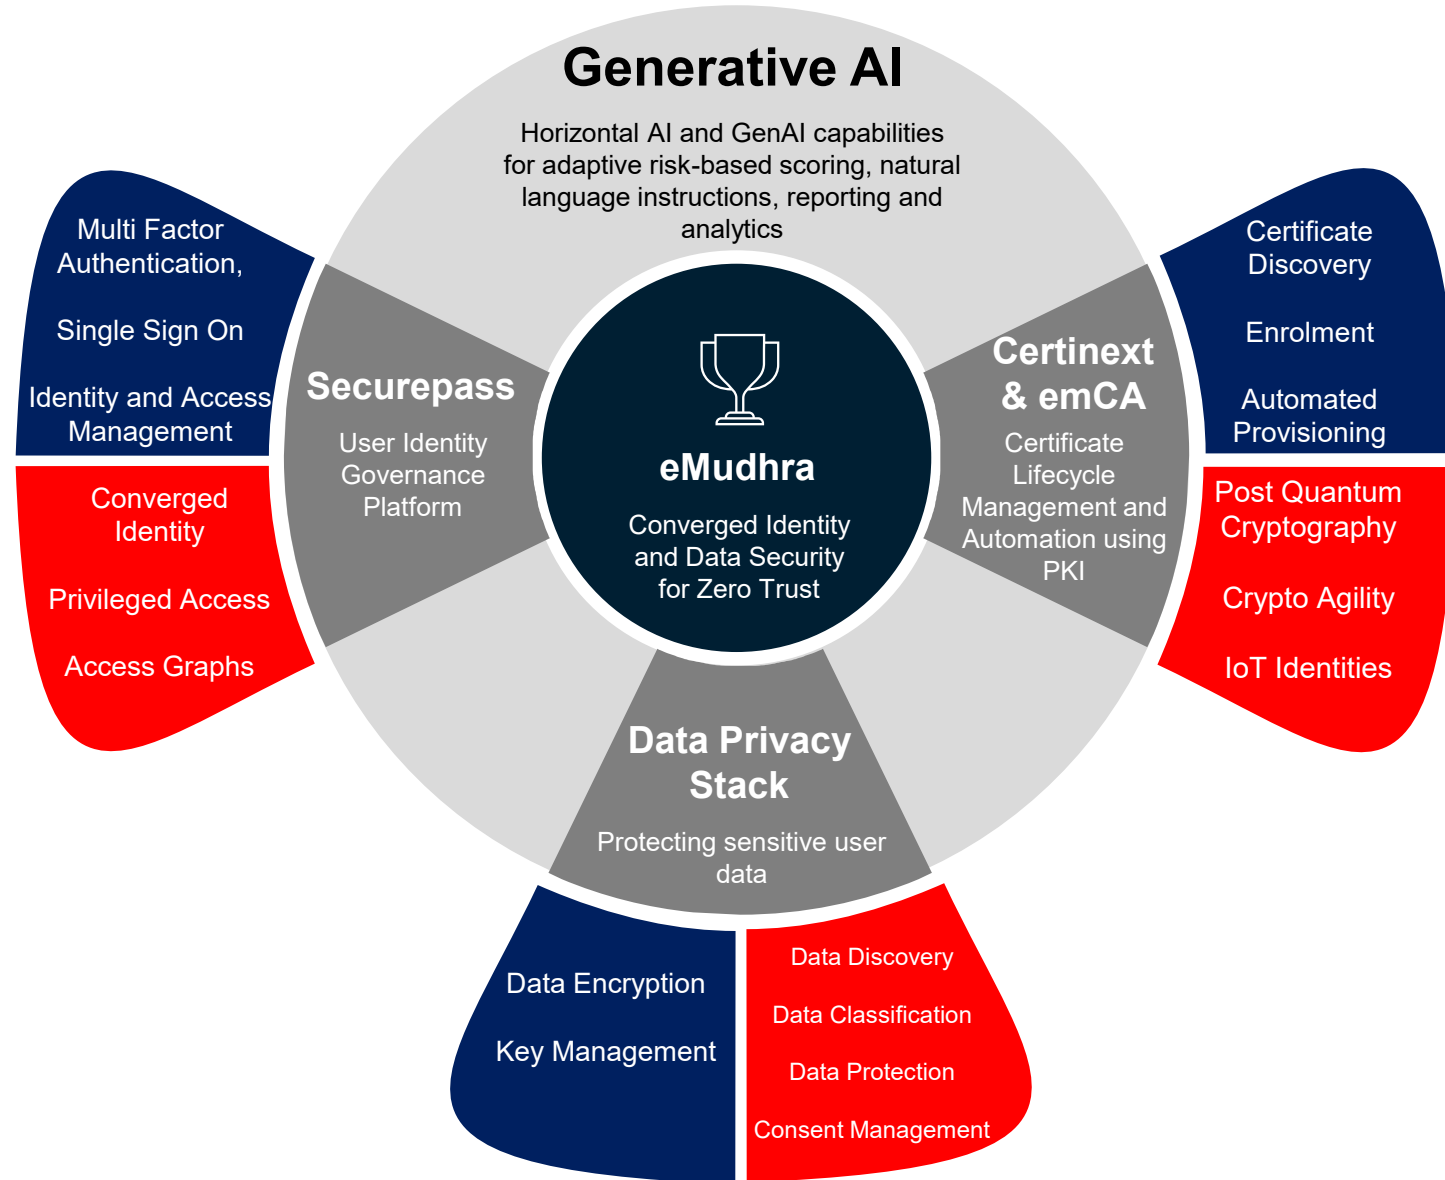 Generative AI
Horizontal AI and GenAI capabilities
for adaptive risk-based scoring, natural
language instructions, reporting and
analytics
Multi Factor
Authentication,
Single Sign On
Identity and Access
Management
Converged
Identity
Privileged Access
Access Graphs
Securepass
User Identity
Governance
Platform
eMudhra
Converged Identity
and Data Security
for Zero Trust
Certinext
& emCA
Certificate
Lifecycle
Management and
Automation using
PKI
Certificate
Discovery
Enrolment
Automated
Provisioning
Post Quantum
Cryptography
Crypto Agility
IoT Identities
Data Privacy
Stack
Protecting sensitive user
data
Data Encryption
Key Management
Data Discovery
Data Classification
Data Protection
Consent Management